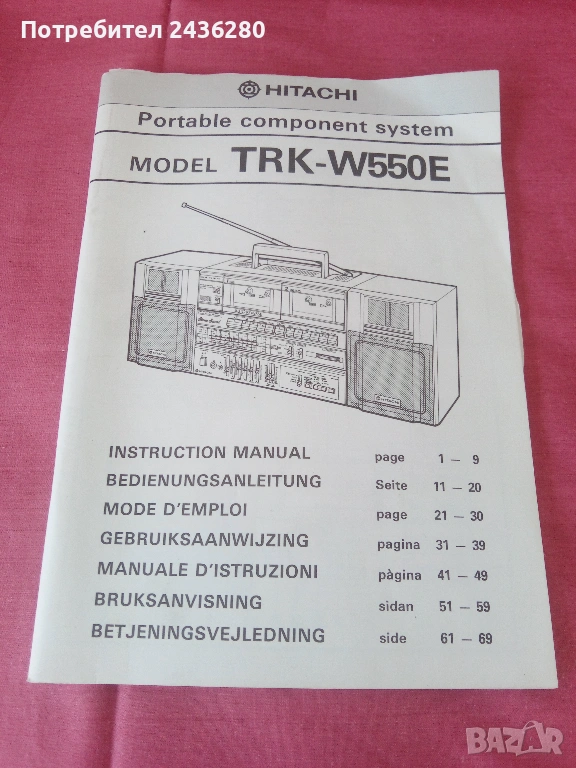 Потребител 2436280
HITACHI
Portable component system
MODEL TRK-W550E
INSTRUCTION MANUAL page 1 – 9
BEDIENUNGSANLEITUNG Seite 11 – 20
MODE D'EMPLOI page 21 – 30
GEBRUIKSAANWIJZING pagina 31 – 39
MANUALE D'ISTRUZIONI pàgina 41 – 49
BRUKSANVISNING sidan 51 – 59
BETJENINGSVEJLEDNING side 61 – 69
BAZAR